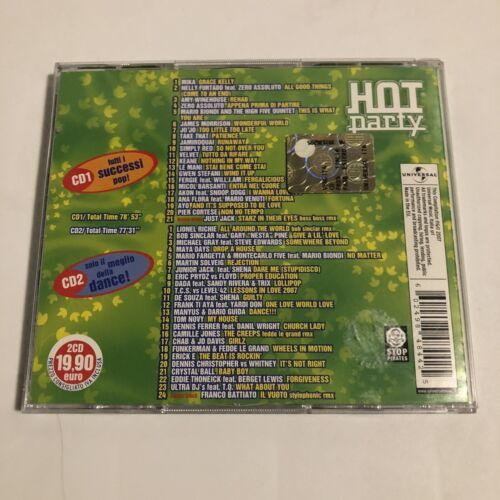 HOT
party
1 MIKA GRACE KELLY
2 NELLY FURTADO feat. ZERO ASSOLUTO ALL GOOD THINGS
(COME TO AN END)
3 AMY WINEHOUSE REHAB
4 ZERO ASSOLUTO APPENA PRIMA DI PARTIRE
5 MARIO BIONDI AND THE HIGH FIVE QUINTET THIS IS WHAT
YOU ARE
6 JAMES MORRISON WONDERFUL WORLD
7 JO'JO TOO LITTLE TOO LATE
8 TAKE THAT PATIENCE
9 JAMIROQUAI RUNAWAY
10 SIMPLY RED SO NOT OVER YOU
11 VELVET TUTTO DA RIFARE
12 KEANE NOTHING IN MY WAY
13 LE MANI STAI BENE COME STAI
14 GWEN STEFANI WIND IT UP
15 FERGIE feat. WILL.I.AM FERGALICIOUS
16 MICOL BARSANTI ENTRA NEL CUORE
17 AKON feat. SNOOP DOGG I WANNA LOVE
18 ANA FLORA feat. MARIO VENUTI FORTUNA
19 AYO AND IT'S SUPPOSED TO BE LOVE
20 PIER CORTESE NON HO TEMPO
21 JUST JACK STARZ IN THEIR EYES
CD1 tutti i
successi
pop!
CD1/ Total Time 78' 53"
CD2/ Total Time 77'31"
CD2 solo il meglio
della
dance!
1 LIONEL RICHIE ALL AROUND THE WORLD bob sinclar rmx
2 BOB SINCLAR feat. GARY "NESTA" PINE GIVE A LIL' LOVE
3 MICHAEL GRAY feat. STEVE EDWARDS SOMEWHERE BEYOND
4 MAYA DAYS DROP A HOUSE
5 MARIO FARGETTA & MONTECARLO FIVE feat. MARIO BIONDI NO MATTER
6 MARTIN SOLVEIG REJECTION
7 JUNIOR JACK feat. SHENA DARE ME (STUPIDISCO)
8 ERIC PRYDZ vs FLOYD PROPER EDUCATION
9 DADA feat. SANDY RIVERA & TRIX LOLLIPOP
10 T.C.S vs LEVEL 42 LESSONS IN LOVE 2007
11 DE SOUZA feat. SHENA GUILTY
12 FRANK TI AYA feat. YARDI DON ONE LOVE WORLD LOVE
13 MANYUS & DARIO GUIDA DANCE!!!
14 TOM NOVY MY HOUSE
15 DENNIS FERRER feat. DANIL WRIGHT CHURCH LADY
16 CAMILLE JONES THE CREEPS fedde le grand rmx
17 CHAB & JD DAVIS GIRLZ
18 FUNKERMAN & FEDDE LE GRAND WHEELS IN MOTION
19 ERICK E THE BEAT IS ROCKIN'
20 DENNIS CHRISTOPHER vs WHITNEY IT'S NOT RIGHT
21 CRYSTAL BALL BABY BOY
22 EDDIE THONEICK feat. BERGET LEWIS FORGIVENESS
23 ULTRA DJ's feat. T.O. WHAT ABOUT YOU
24 FRANCO BATTIATO IL VUOTO stylophonic rmx
2CD
19,90
euro
PREZZO CONSIGLIATO IVA INCLUSA
UNIVERSAL
STOP
PIRATES